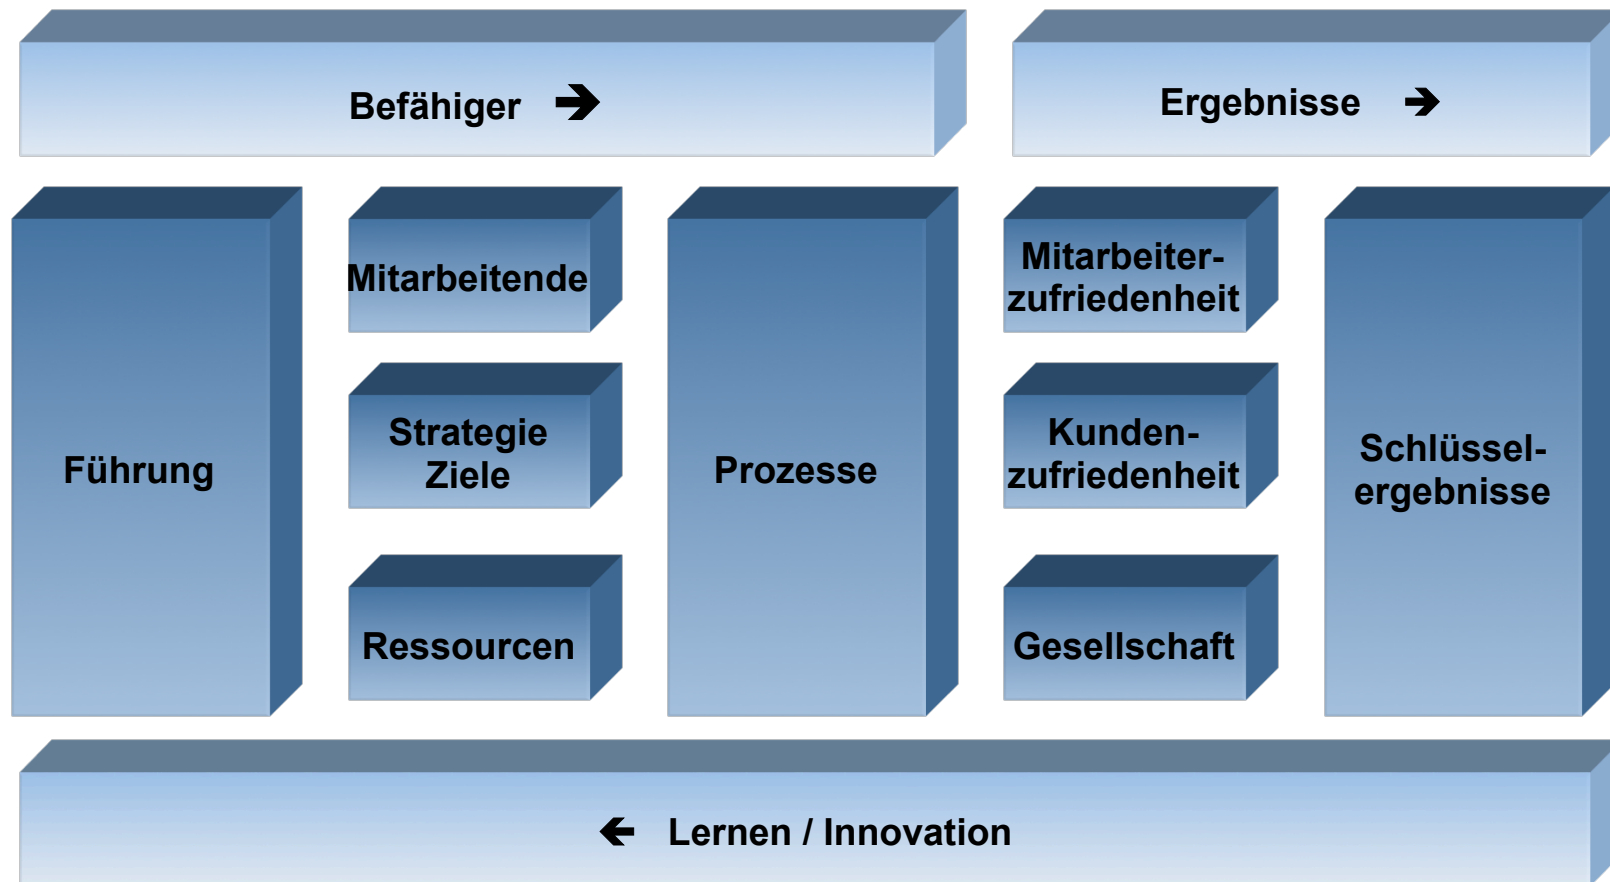 Befähiger ➔
Ergebnisse ➔
Führung
Mitarbeitende
Strategie
Ziele
Ressourcen
Prozesse
Mitarbeiter-
zufriedenheit
Kunden-
zufriedenheit
Gesellschaft
Schlüssel-
ergebnisse
🡸 Lernen / Innovation